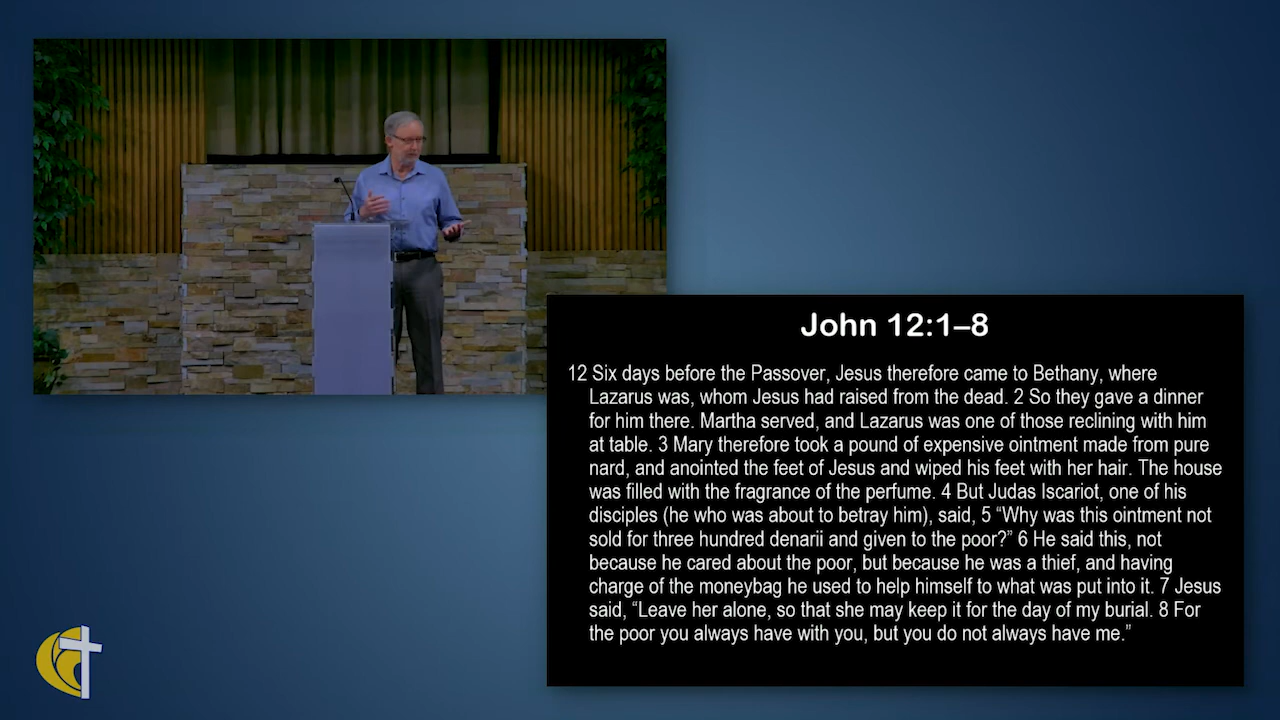 John 12:1–8
12 Six days before the Passover, Jesus therefore came to Bethany, where
Lazarus was, whom Jesus had raised from the dead. 2 So they gave a dinner
for him there. Martha served, and Lazarus was one of those reclining with him
at table. 3 Mary therefore took a pound of expensive ointment made from pure
nard, and anointed the feet of Jesus and wiped his feet with her hair. The house
was filled with the fragrance of the perfume. 4 But Judas Iscariot, one of his
disciples (he who was about to betray him), said, 5 “Why was this ointment not
sold for three hundred denarii and given to the poor?” 6 He said this, not
because he cared about the poor, but because he was a thief, and having
charge of the moneybag he used to help himself to what was put into it. 7 Jesus
said, “Leave her alone, so that she may keep it for the day of my burial. 8 For
the poor you always have with you, but you do not always have me.”